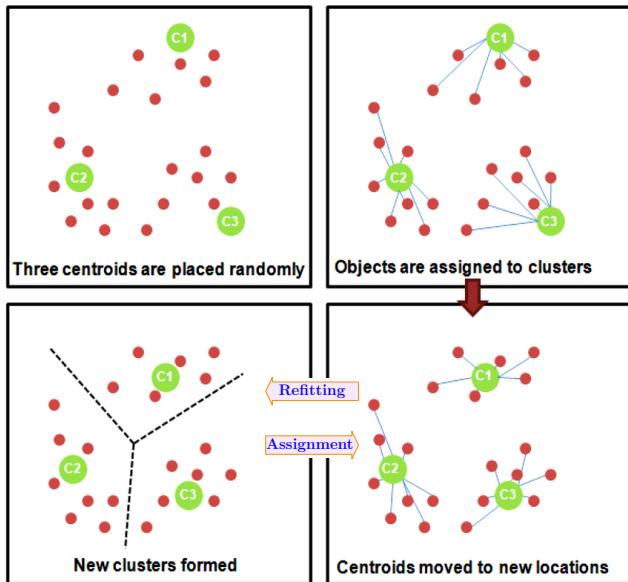 C1
C2
C3
Three centroids are placed randomly
C1
C2
C3
Objects are assigned to clusters
C1
C2
C3
New clusters formed
Refitting
Assignment
C1
C2
C3
Centroids moved to new locations